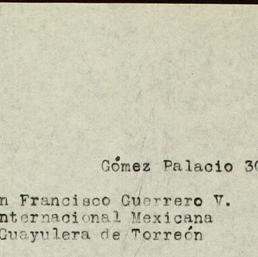 Gómez Palacio 30
n Francisco Guerrero V.
nternacional Mexicana
Guayulera de Torreón